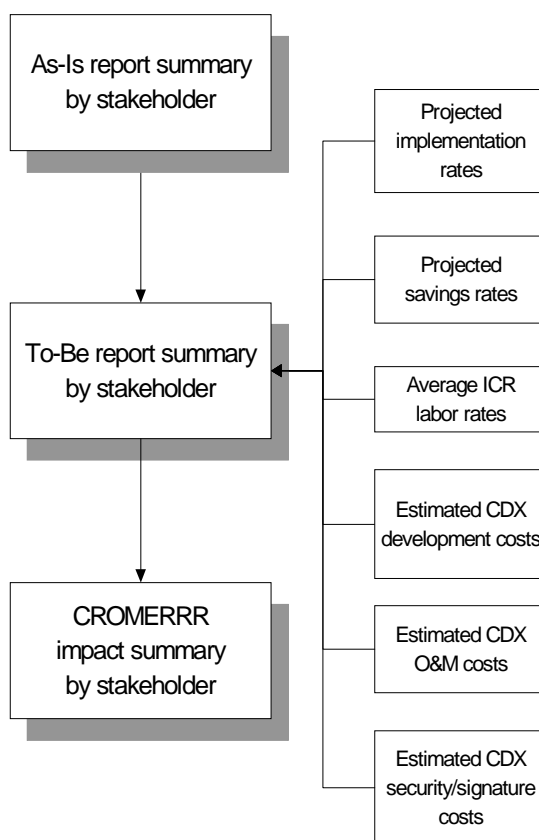 As-Is report summary
by stakeholder
To-Be report summary
by stakeholder
CROMERRR
impact summary
by stakeholder
Projected
implementation
rates
Projected
savings rates
Average ICR
labor rates
Estimated CDX
development costs
Estimated CDX
O&M costs
Estimated CDX
security/signature
costs